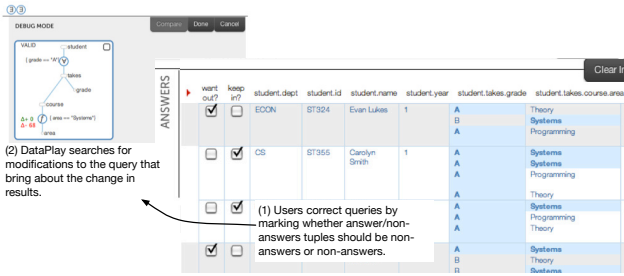 33
DEBUG MODE
Compare Done Cancel
VALID
student
{ grade == "A"} ∀
takes
grade
course
Δ+ 0
Δ- 65
{ area == "Systems"}
area
(2) DataPlay searches for
modifications to the query that
bring about the change in
results.
Clear In
ANSWERS
want out? keep in? student.dept student.id student.name student.year student.takes.grade student.takes.course.area
ECON ST324 Evan Lukes 1 A Theory
B Systems
A Programming
CS ST355 Carolyn Smith 1 A Systems
A Systems
A Programming
A Theory
A Systems
A Programming
A Theory
(1) Users correct queries by
marking whether answer/non-
answers tuples should be non-
answers or non-answers.
A Systems
B Theory
B Systems